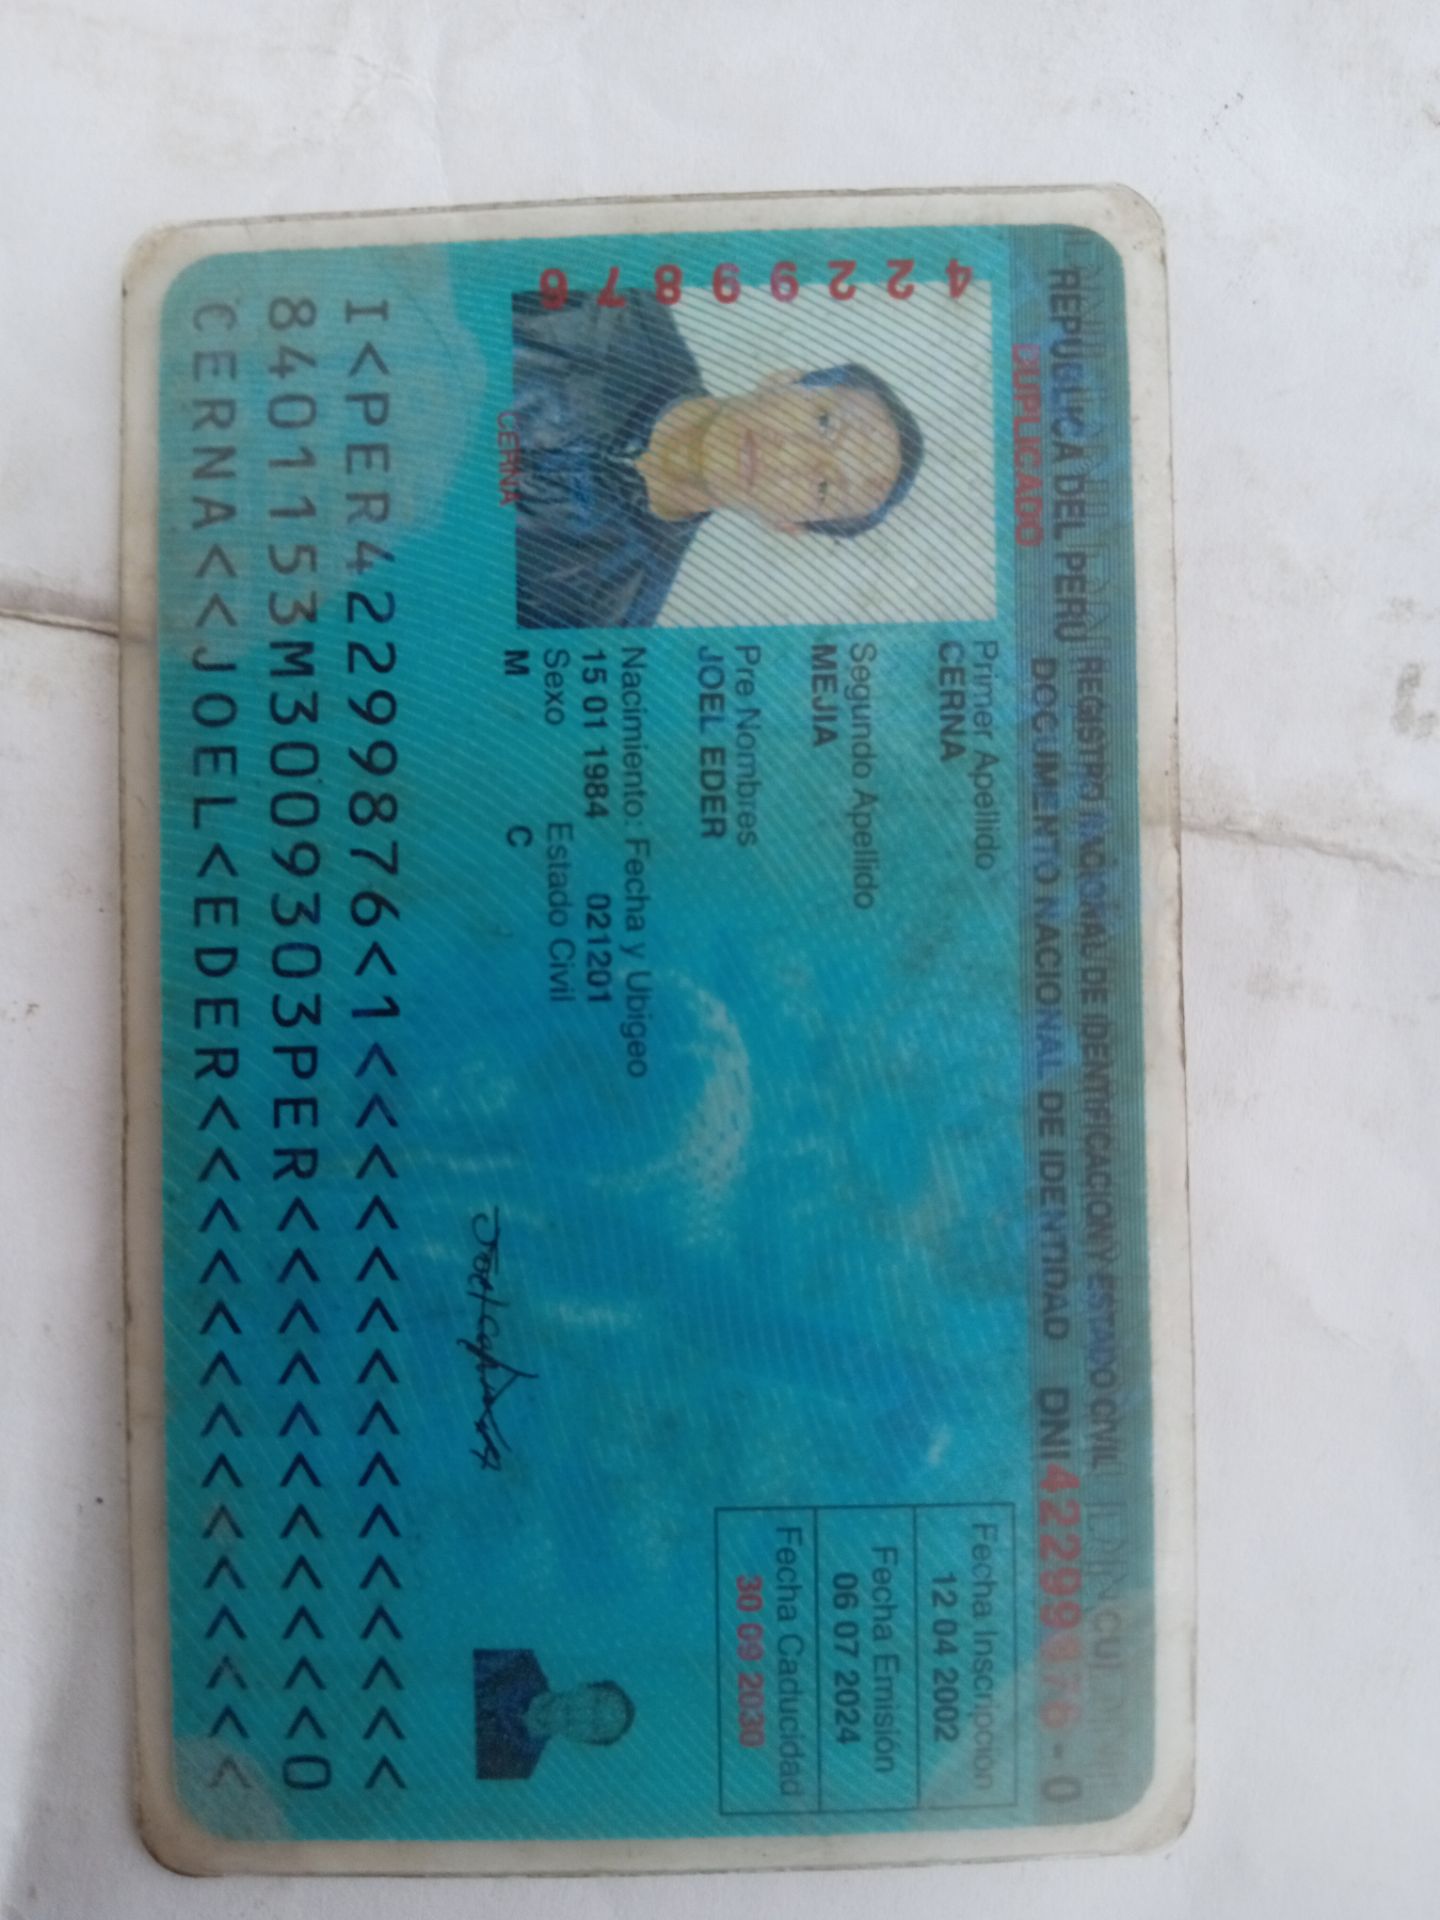 REPUBLICA DEL PERU REGISTRO NACIONAL DE IDENTIFICACION Y ESTADO CIVIL
DUPLICADO DOCUMENTO NACIONAL DE IDENTIDAD DNI 42299876 - 0
42299876
Primer Apellido
CERNA
Segundo Apellido
MEJIA
Pre Nombres
JOEL EDER
Nacimiento: Fecha y Ubigeo
15 01 1984 021201
Sexo Estado Civil
M C
CERNA
Fecha Inscripción
12 04 2002
Fecha Emisión
06 07 2024
Fecha Caducidad
30 09 2030
I<PER42299876<1<<<<<<<<<<<<<<<
8401153M3009303PER<<<<<<<<<<<0
CERNA<<JOEL<EDER<<<<<<<<<<<<<<